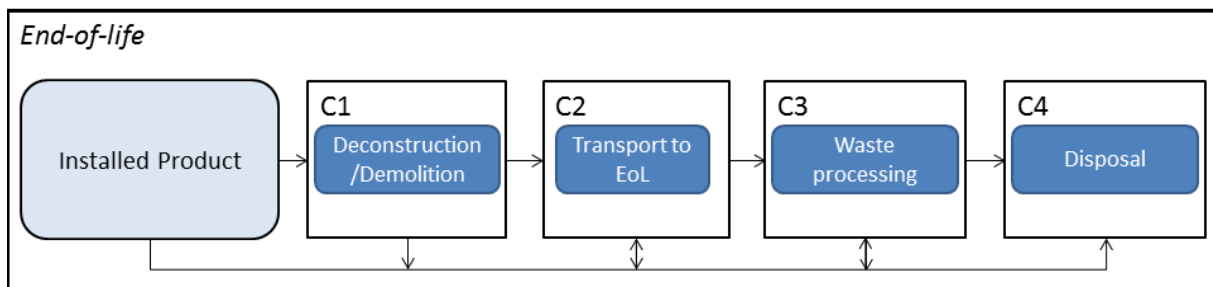 End-of-life
Installed Product
C1
Deconstruction
/Demolition
C2
Transport to
EoL
C3
Waste
processing
C4
Disposal